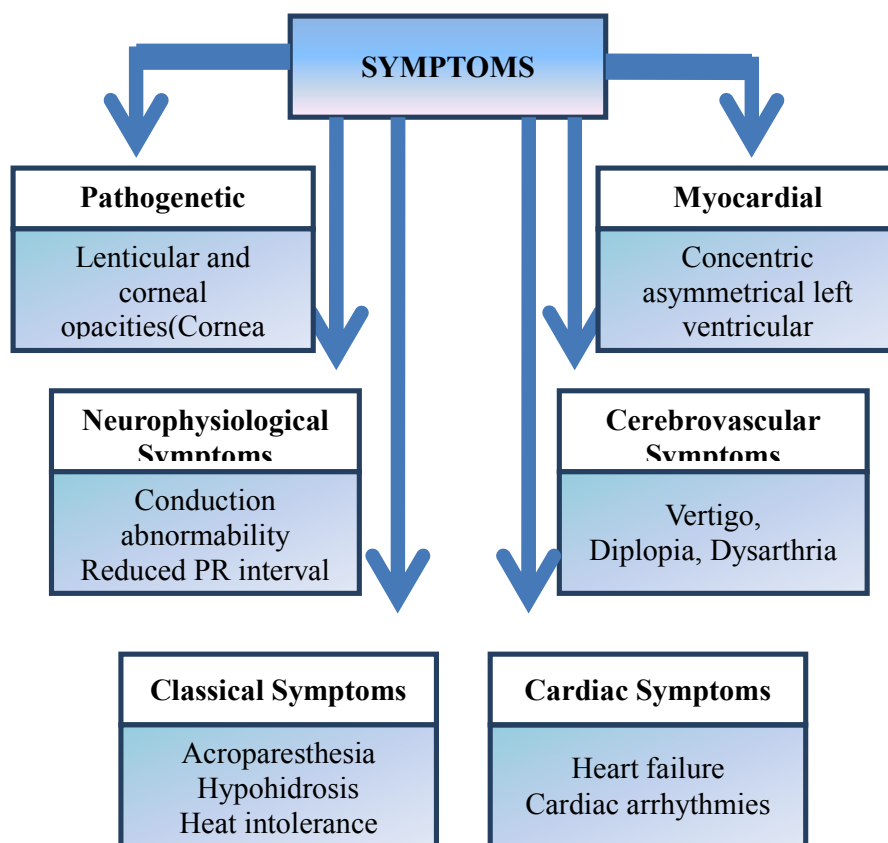 SYMPTOMS
Pathogenetic
Lenticular and
corneal
opacities(Cornea
Myocardial
Concentric
asymmetrical left
ventricular
Neurophysiological
Symptoms
Conduction
abnormability
Reduced PR interval
Cerebrovascular
Symptoms
Vertigo,
Diplopia, Dysarthria
Classical Symptoms
Acroparesthesia
Hypohidrosis
Heat intolerance
Cardiac Symptoms
Heart failure
Cardiac arrhythmies